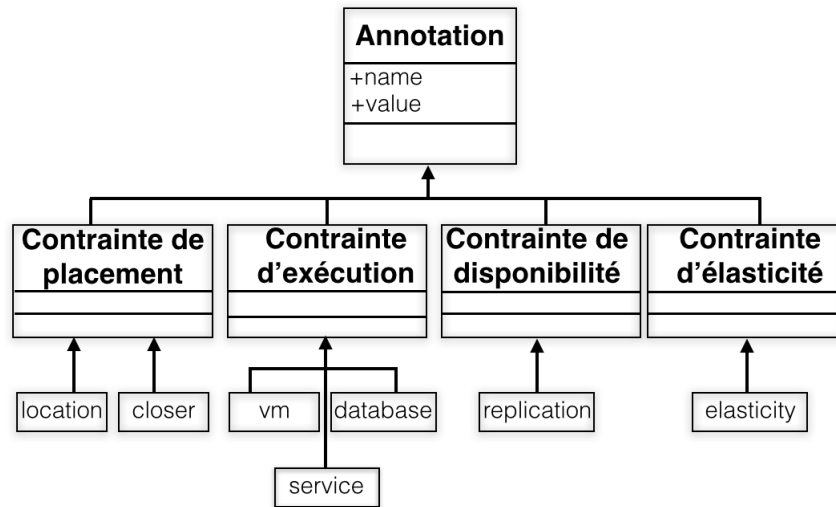 Annotation
+name
+value
Contrainte de
placement
Contrainte
d’exécution
Contrainte de
disponibilité
Contrainte
d’élasticité
location
closer
vm
database
replication
elasticity
service